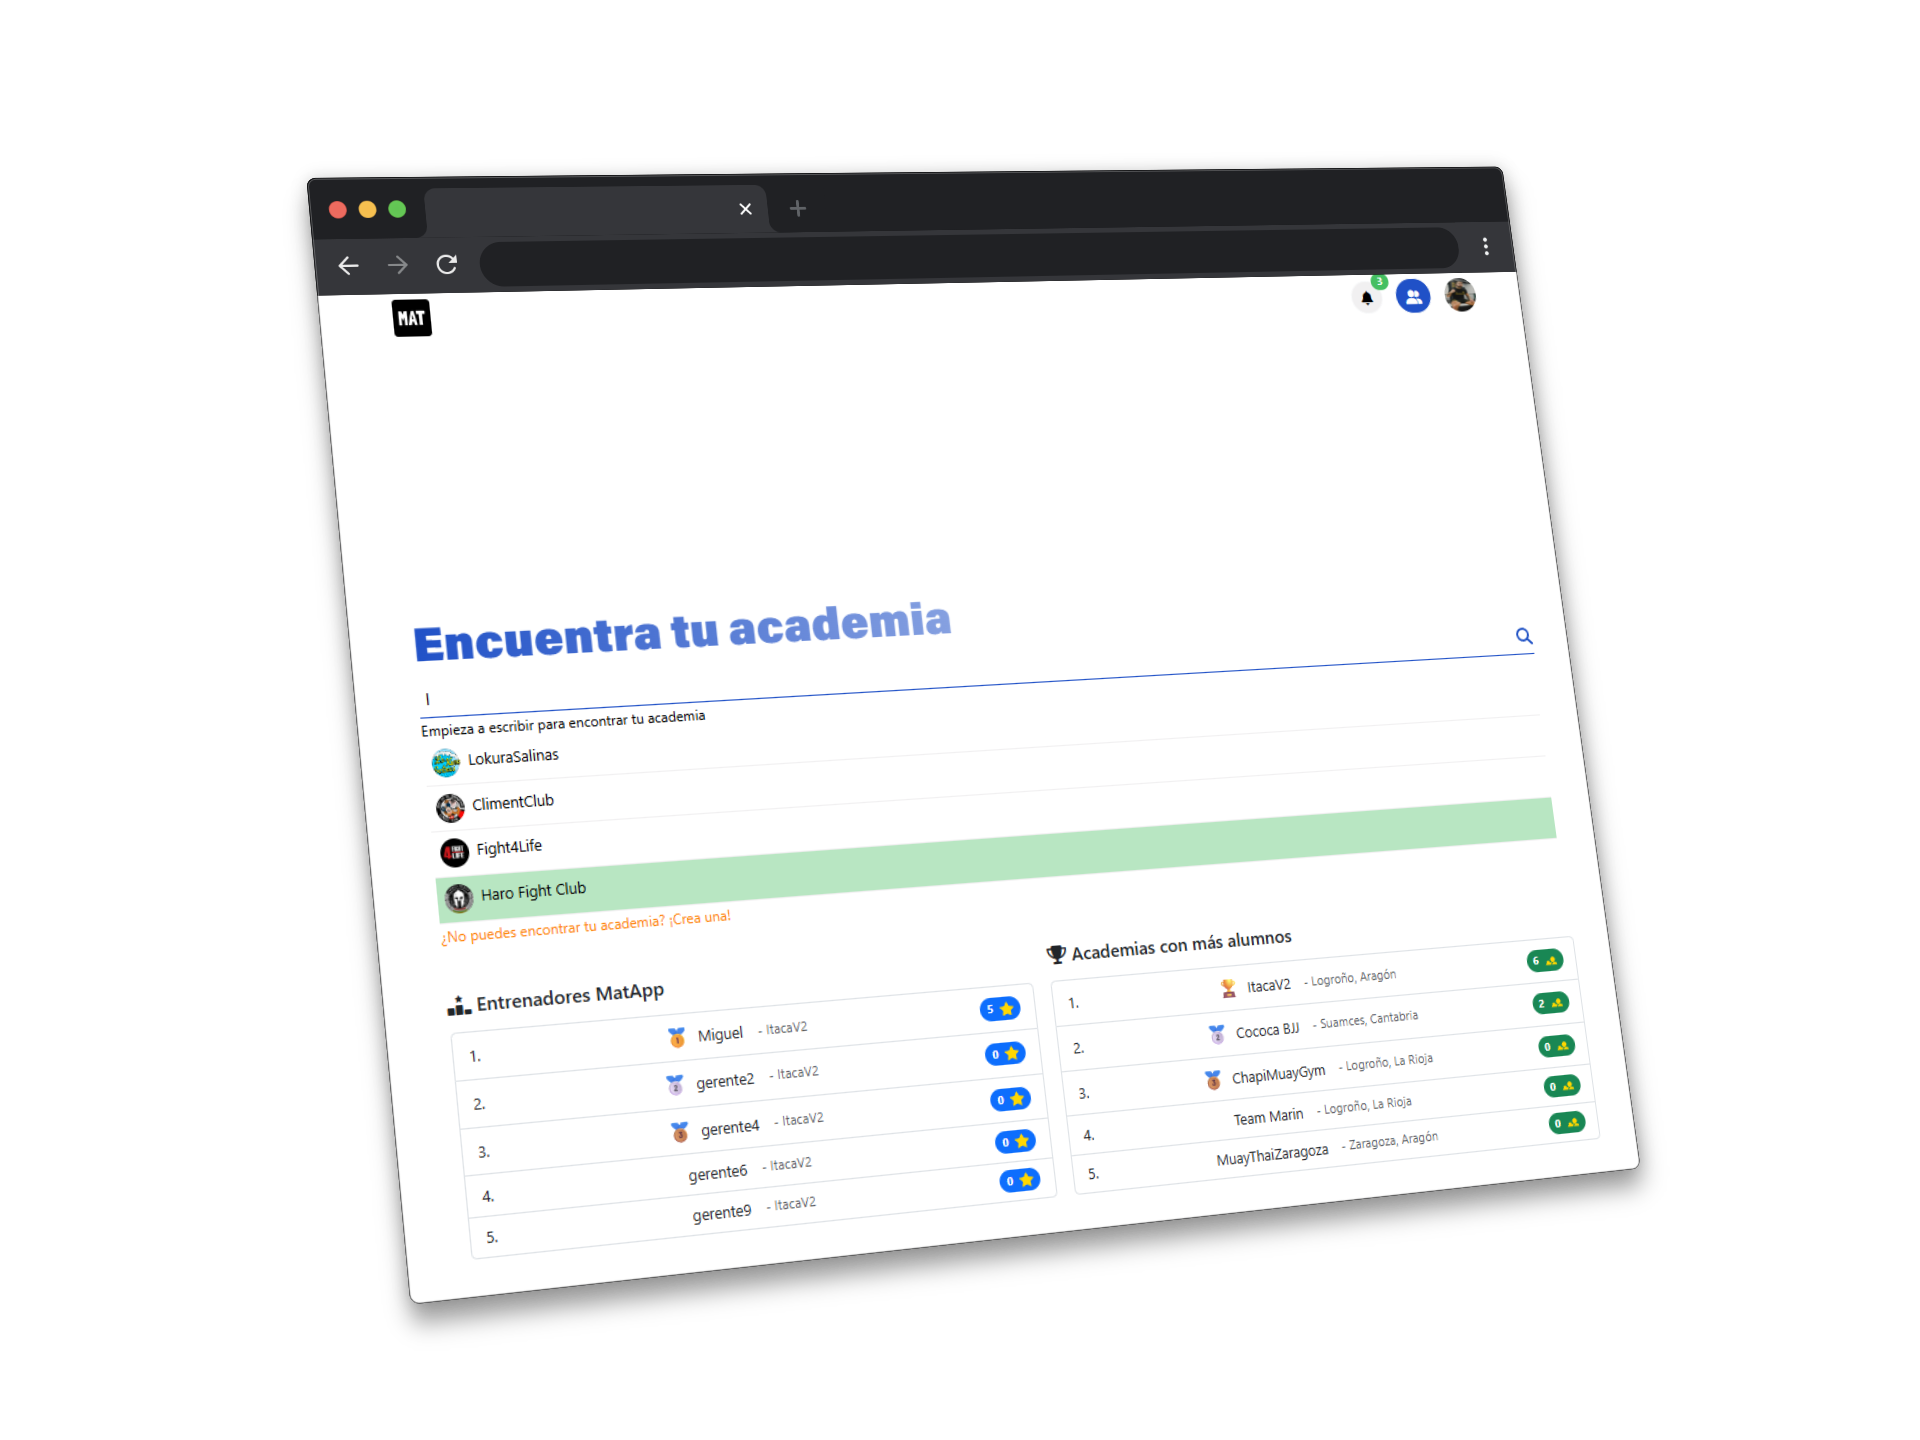 3
MAT
Encuentra tu academia
l
Empieza a escribir para encontrar tu academia
LokuraSalinas
ClimentClub
Fight4Life
Haro Fight Club
¿No puedes encontrar tu academia? ¡Crea una!
Entrenadores MatApp
1. Miguel - ItacaV2 5
2. gerente2 - ItacaV2 0
3. gerente4 - ItacaV2 0
4. gerente6 - ItacaV2 0
5. gerente9 - ItacaV2 0
Academias con más alumnos
1. ItacaV2 - Logroño, Aragón 6
2. Cococa BJJ - Suamces, Cantabria 2
3. ChapiMuayGym - Logroño, La Rioja 0
4. Team Marin - Logroño, La Rioja 0
5. MuayThaiZaragoza - Zaragoza, Aragón 0